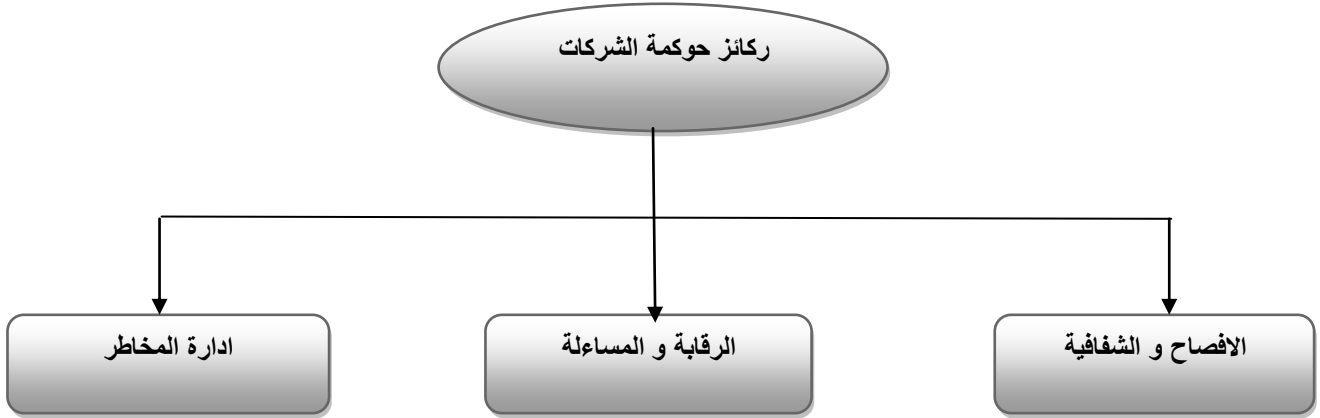 ركائز حوكمة الشركات
الافصاح و الشفافية
الرقابة و المساءلة
ادارة المخاطر